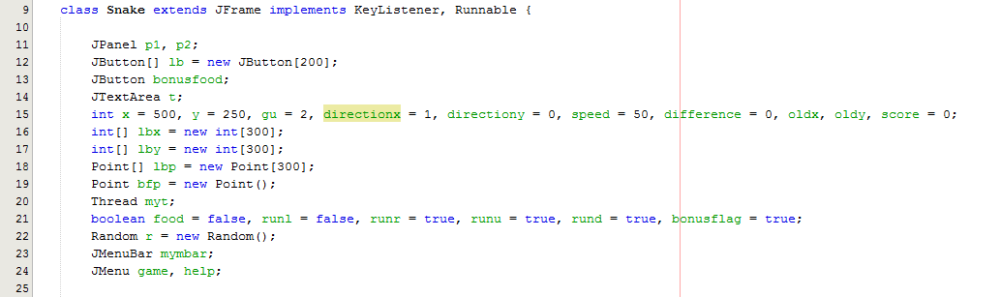 9 class Snake extends JFrame implements KeyListener, Runnable {
10
11 JPanel p1, p2;
12 JButton[] lb = new JButton[200];
13 JButton bonusfood;
14 JTextArea t;
15 int x = 500, y = 250, gu = 2, directionx = 1, directiony = 0, speed = 50, difference = 0, oldx, oldy, score = 0;
16 int[] lbx = new int[300];
17 int[] lby = new int[300];
18 Point[] lbp = new Point[300];
19 Point bfp = new Point();
20 Thread myt;
21 boolean food = false, runl = false, runr = true, runu = true, rund = true, bonusflag = true;
22 Random r = new Random();
23 JMenuBar mymbar;
24 JMenu game, help;
25